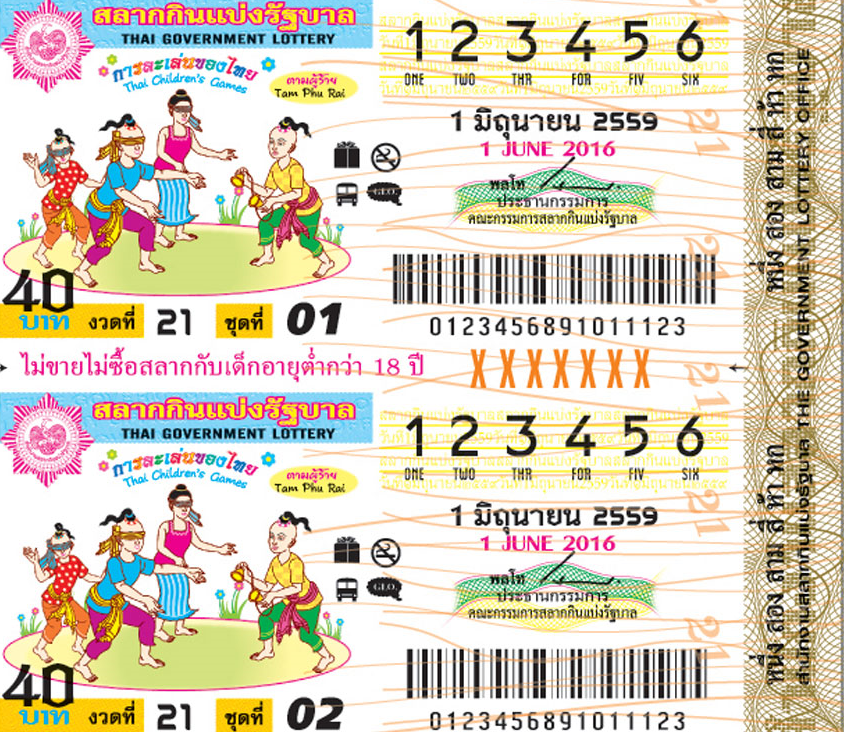 สลากกินแบ่งรัฐบาล
THAI GOVERNMENT LOTTERY
การละเล่นของไทย
Thai Children's Games
ตามผู้ร้าย
Tam Phu Rai
1 2 3 4 5 6
ONE TWO THR FOR FIV SIX
1 มิถุนายน 2559
1 JUNE 2016
GLO.
พลโท
ประธานกรรมการ
คณะกรรมการสลากกินแบ่งรัฐบาล
0123456891011123
40
บาท งวดที่ 21 ชุดที่ 01
ไม่ขายไม่ซื้อสลากกับเด็กอายุต่ำกว่า 18 ปี XXXXXXX
สลากกินแบ่งรัฐบาล
THAI GOVERNMENT LOTTERY
การละเล่นของไทย
Thai Children's Games
ตามผู้ร้าย
Tam Phu Rai
1 2 3 4 5 6
ONE TWO THR FOR FIV SIX
1 มิถุนายน 2559
1 JUNE 2016
GLO.
พลโท
ประธานกรรมการ
คณะกรรมการสลากกินแบ่งรัฐบาล
0123456891011123
40
บาท งวดที่ 21 ชุดที่ 02
21
21
21
21
21
21
หนึ่ง สอง สาม สี่ ห้า หก
หนึ่ง สอง สาม สี่ ห้า หก
สำนักงานสลากกินแบ่งรัฐบาล THE GOVERNMENT LOTTERY OFFICE